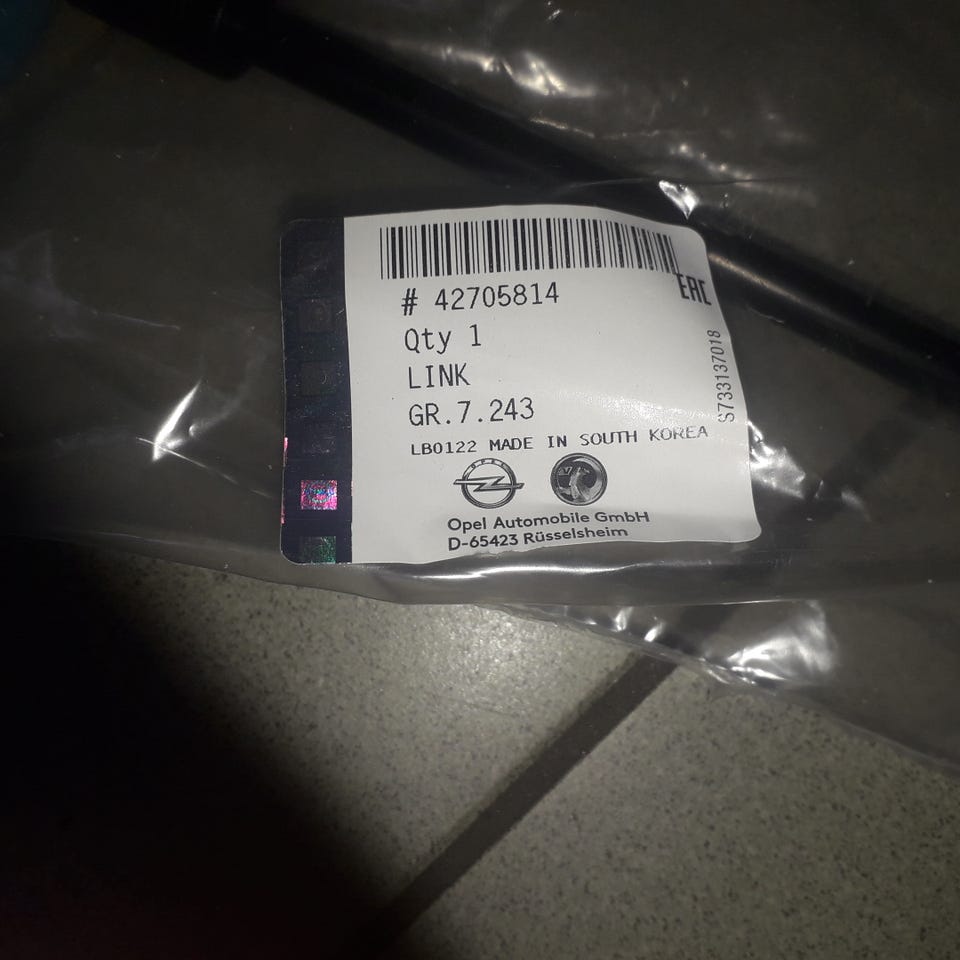 # 42705814
EAC
Qty 1
LINK
GR.7.243
S733137018
LB0122 MADE IN SOUTH KOREA
OPEL
Opel Automobile GmbH
D-65423 Rüsselsheim